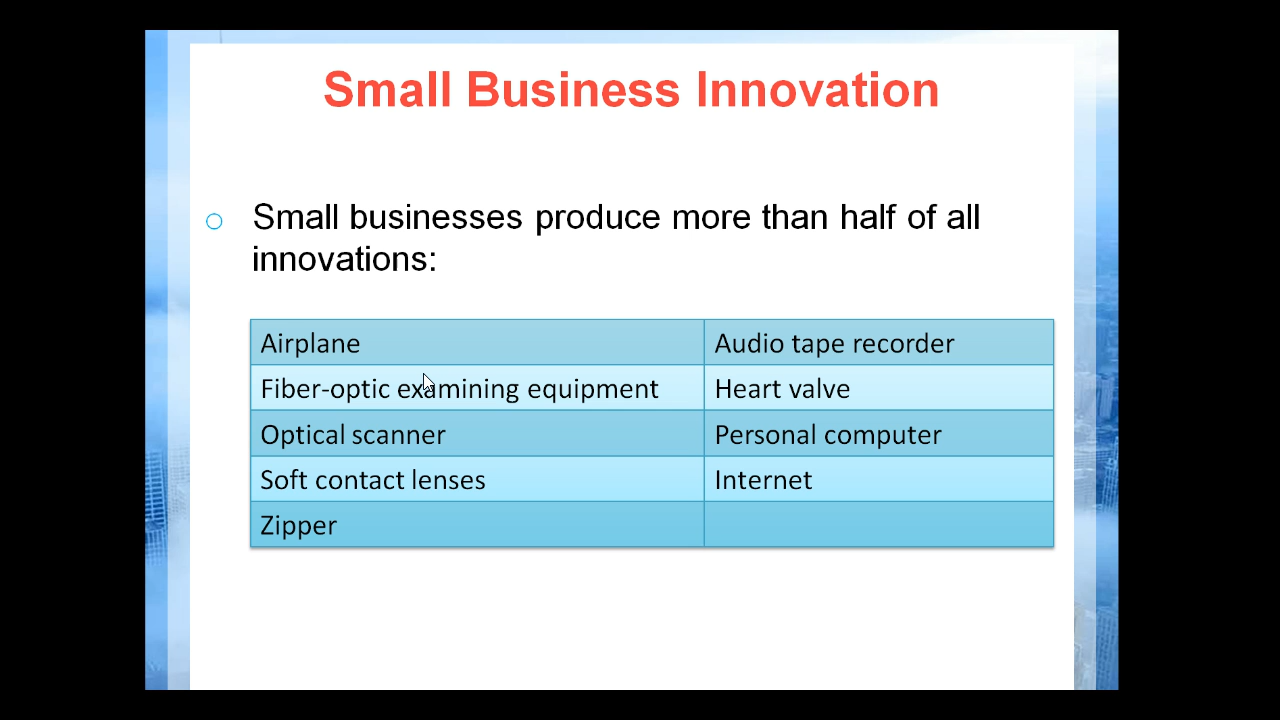 Small Business Innovation
Small businesses produce more than half of all
innovations:
Airplane
Audio tape recorder
Fiber-optic examining equipment
Heart valve
Optical scanner
Personal computer
Soft contact lenses
Internet
Zipper